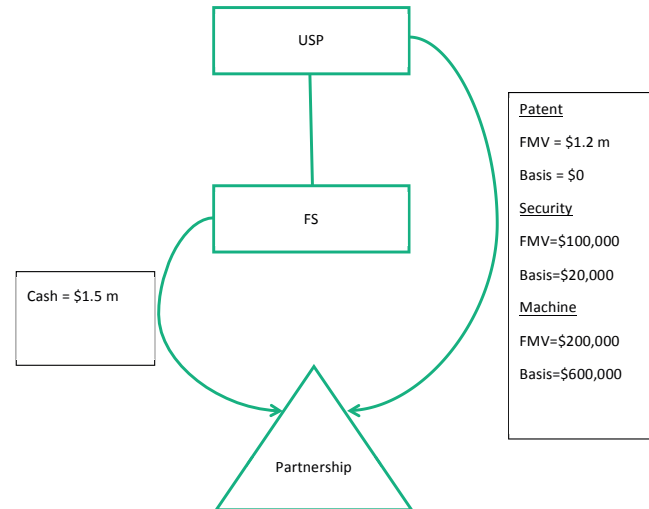 USP
FS
Cash = $1.5 m
Patent
FMV = $1.2 m
Basis = $0
Security
FMV=$100,000
Basis=$20,000
Machine
FMV=$200,000
Basis=$600,000
Partnership